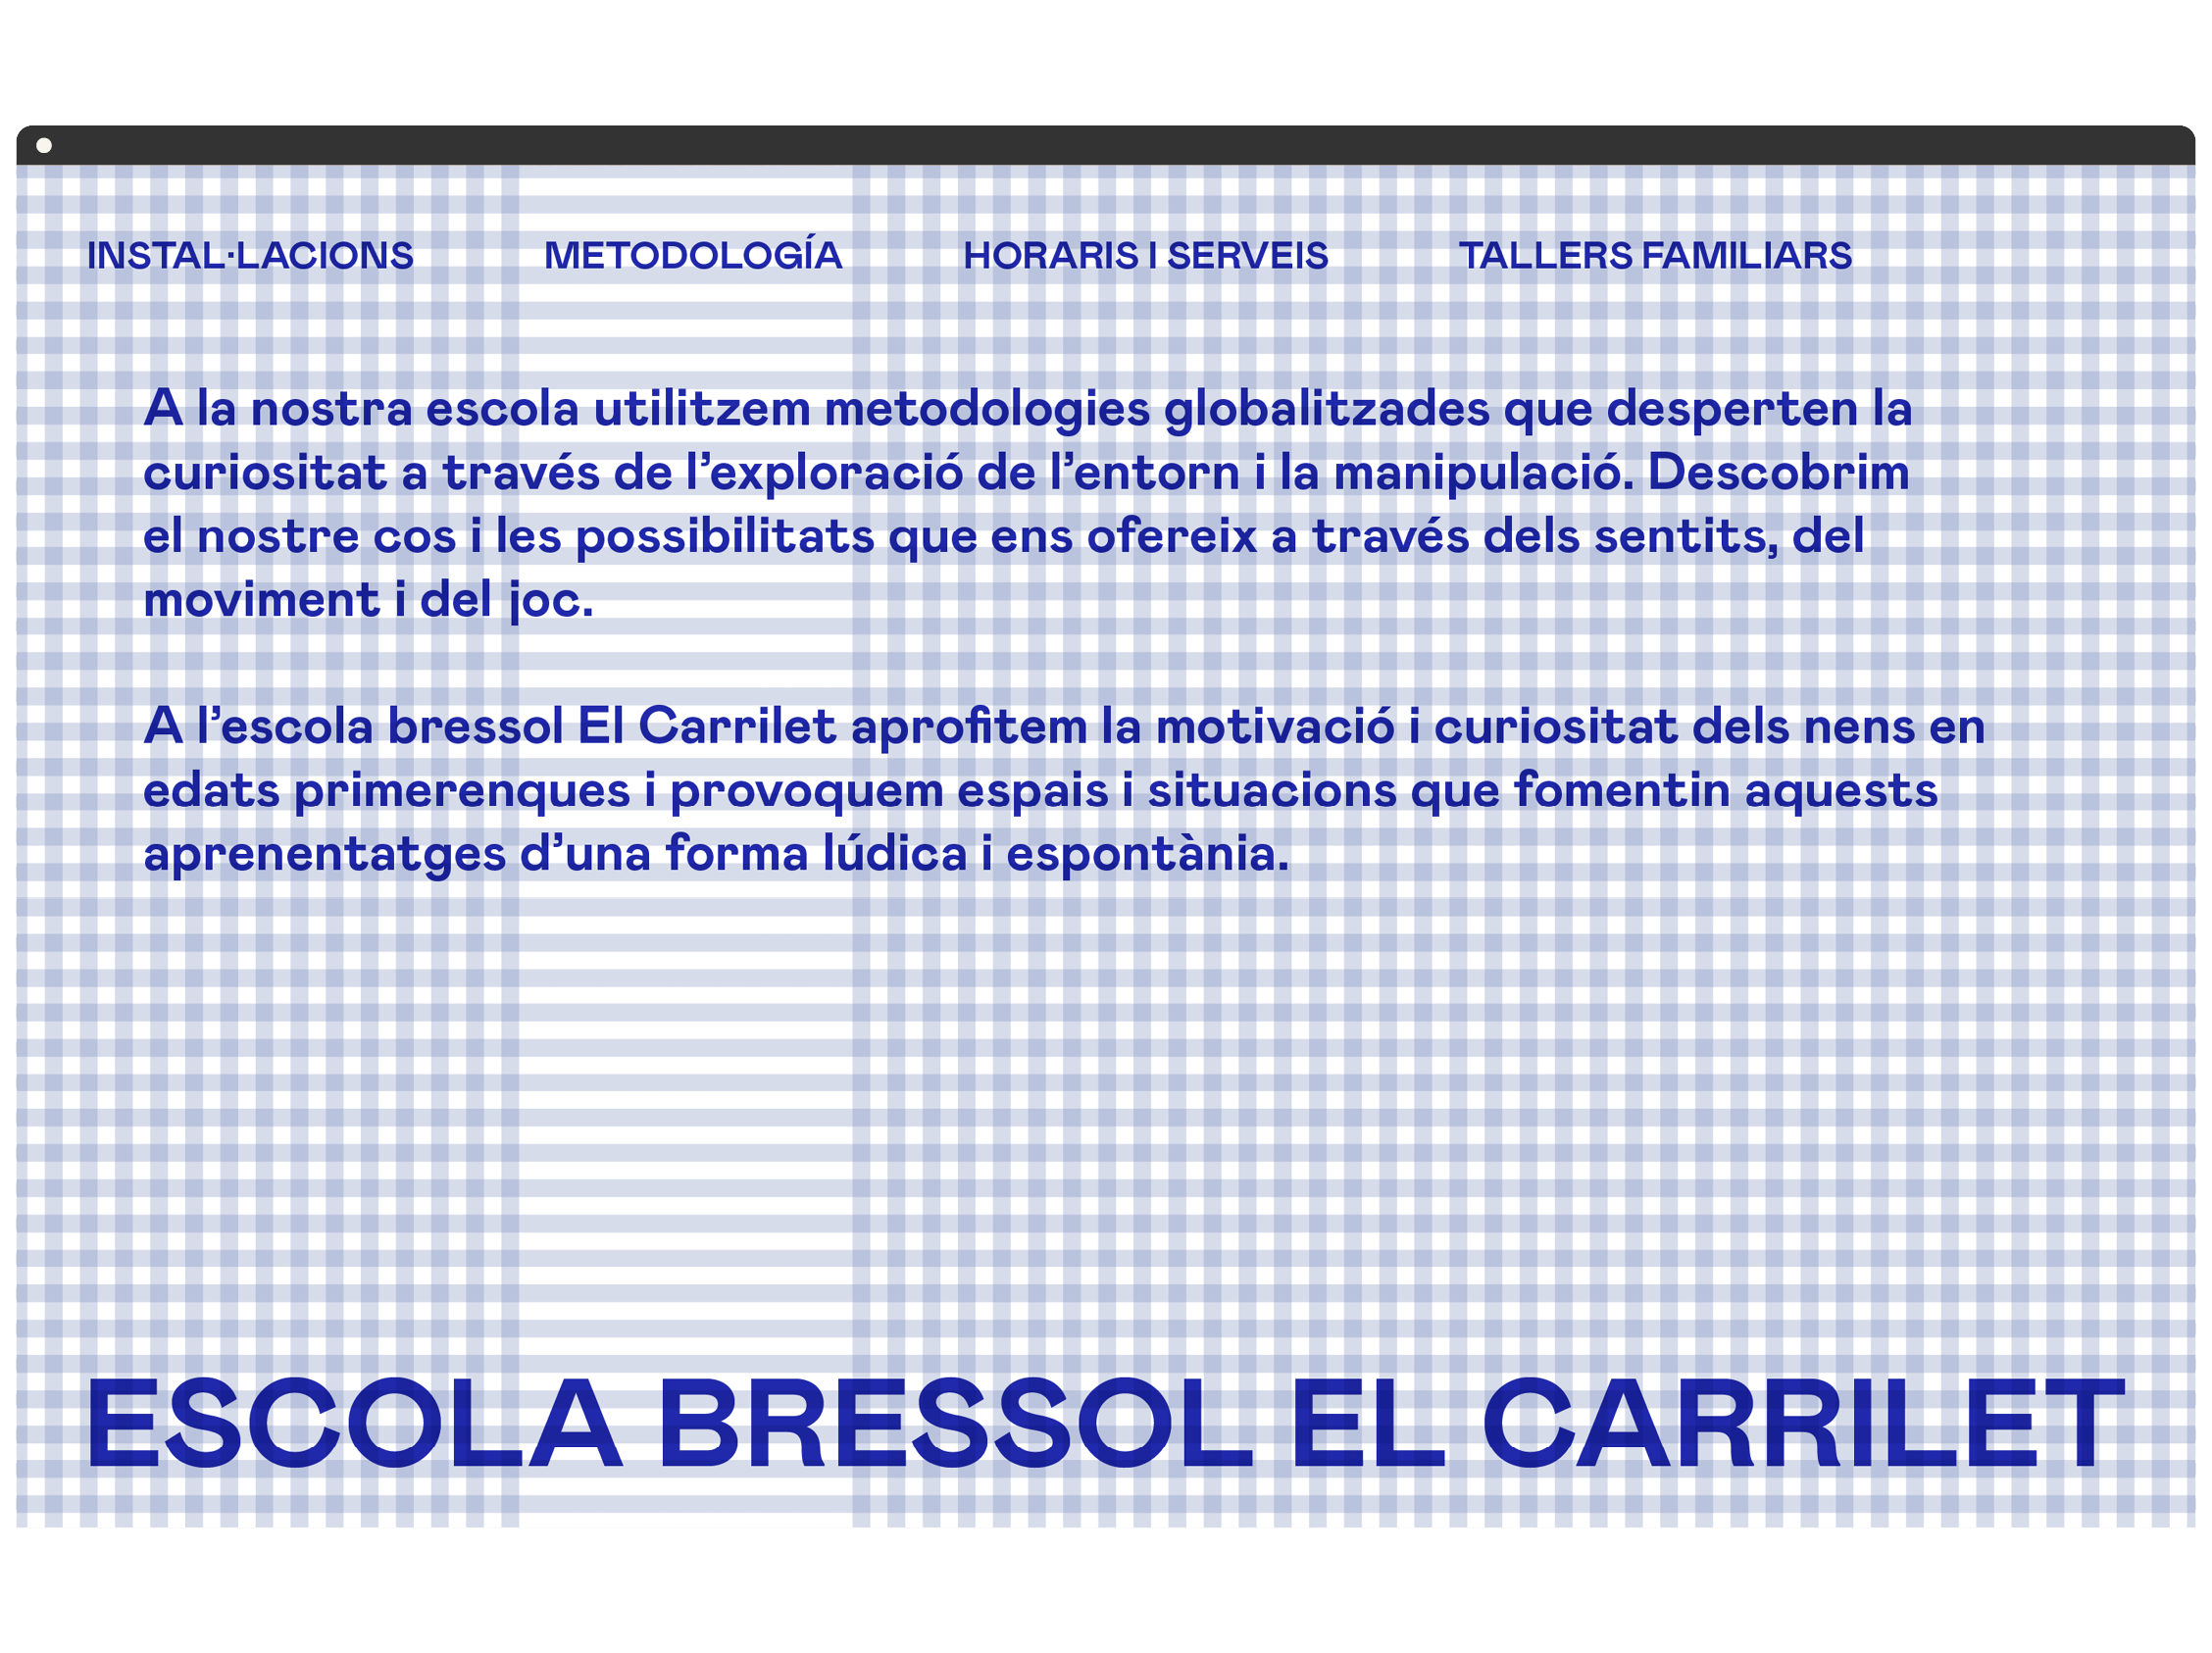 INSTAL·LACIONS METODOLOGÍA HORARIS I SERVEIS TALLERS FAMILIARS
A la nostra escola utilitzem metodologies globalitzades que desperten la
curiositat a través de l’exploració de l’entorn i la manipulació. Descobrim
el nostre cos i les possibilitats que ens ofereix a través dels sentits, del
moviment i del joc.
A l’escola bressol El Carrilet aprofitem la motivació i curiositat dels nens en
edats primerenques i provoquem espais i situacions que fomentin aquests
aprenentatges d’una forma lúdica i espontània.
ESCOLA BRESSOL EL CARRILET